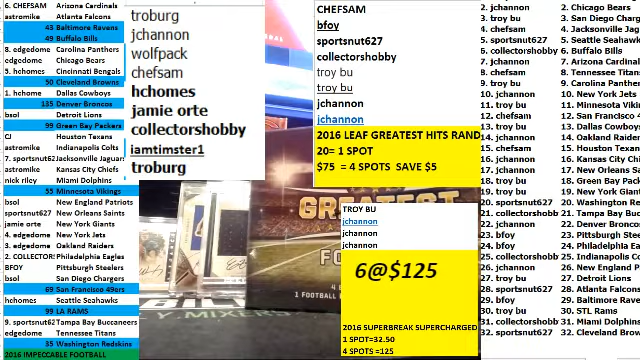 6. CHEFSAM Arizona Cardinals
astromike Atlanta Falcons
43 Baltimore Ravens
49 Buffalo Bills
8. edgedome Carolina Panthers
edgedome Chicago Bears
5. hchomes Cincinnati Bengals
50 Cleveland Browns
1. hchome Dallas Cowboys
135 Denver Broncos
bsol Detroit Lions
99 Green Bay Packers
CJ Houston Texans
astromike Indianapolis Colts
7. sportsnut62 Jacksonville Jaguar
astromike Kansas City Chiefs
nick riley Miami Dolphins
55 Minnesota Vikings
bsol New England Patriots
sportsnut627 New Orleans Saints
jamie orte New York Giants
4. edgedome New York Jets
3. edgedome Oakland Raiders
2. COLLECTOR Philadelphia Eagles
BFOY Pittsburgh Steelers
bsol San Diego Chargers
69 San Francisco 49ers
hchomes Seattle Seahawks
99 LA RAMS
9. sportsnut62 Tampa Bay Buccaneers
edgedome Tennessee Titans
35 Washington Redskins
2016 IMPECCABLE FOOTBALL
troburg
jchannon
wolfpack
chefsam
hchomes
jamie orte
collectorshobby
iamtimster1
troburg
CHEFSAM
bfoy
sportsnut627
collectorshobby
troy bu
troy bu
jchannon
jchannon
2016 LEAF GREATEST HITS RAND
20= 1 SPOT
$75 = 4 SPOTS SAVE $5
TROY BU
jchannon
jchannon
jchannon
6@$125
2016 SUPERBREAK SUPERCHARGED
1 SPOT=32.50
4 SPOTS =125
2. jchannon
3. troy bu
4. chefsam
5. sportsnut627
6. collectorshobby
7. jchannon
8. chefsam
9. troy bu
10. jchannon
11. troy bu
12. chefsam
13. troy bu
14. jchannon
15. chefsam
16. jchannon
17. jchannon
18. troy bu
19. troy bu
20. sportsnut627
21. collectorshobb
22. jchannon
23. bfoy
24. bfoy
25. collectorshobb
26. jchannon
27. troy bu
28. sportsnut627
29. bfoy
30. troy bu
31. collectorshobb
32. collectorshobb
2. Chicago Bears
3. San Diego Charge
4. Jacksonville Jag
5. Seattle Seahawk
6. Buffalo Bills
7. Arizona Cardinals
8. Tennessee Titans
9. Carolina Panther
10. New York Jets
11. Minnesota Vikin
12. San Francisco 4
13. Dallas Cowboys
14. Oakland Raiders
15. Houston Texans
16. Kansas City Chi
17. New Orleans Sa
18. Green Bay Pack
19. New York Giant
20. Washington Red
21. Tampa Bay Buc
22. Denver Broncos
23. Pittsburgh Stee
24. Philadelphia Ea
25. Indianapolis Co
26. New England Pa
27. Detroit Lions
28. Atlanta Falcons
29. Baltimore Rave
30. STL Rams
31. Miami Dolphins
32. Cleveland Brow